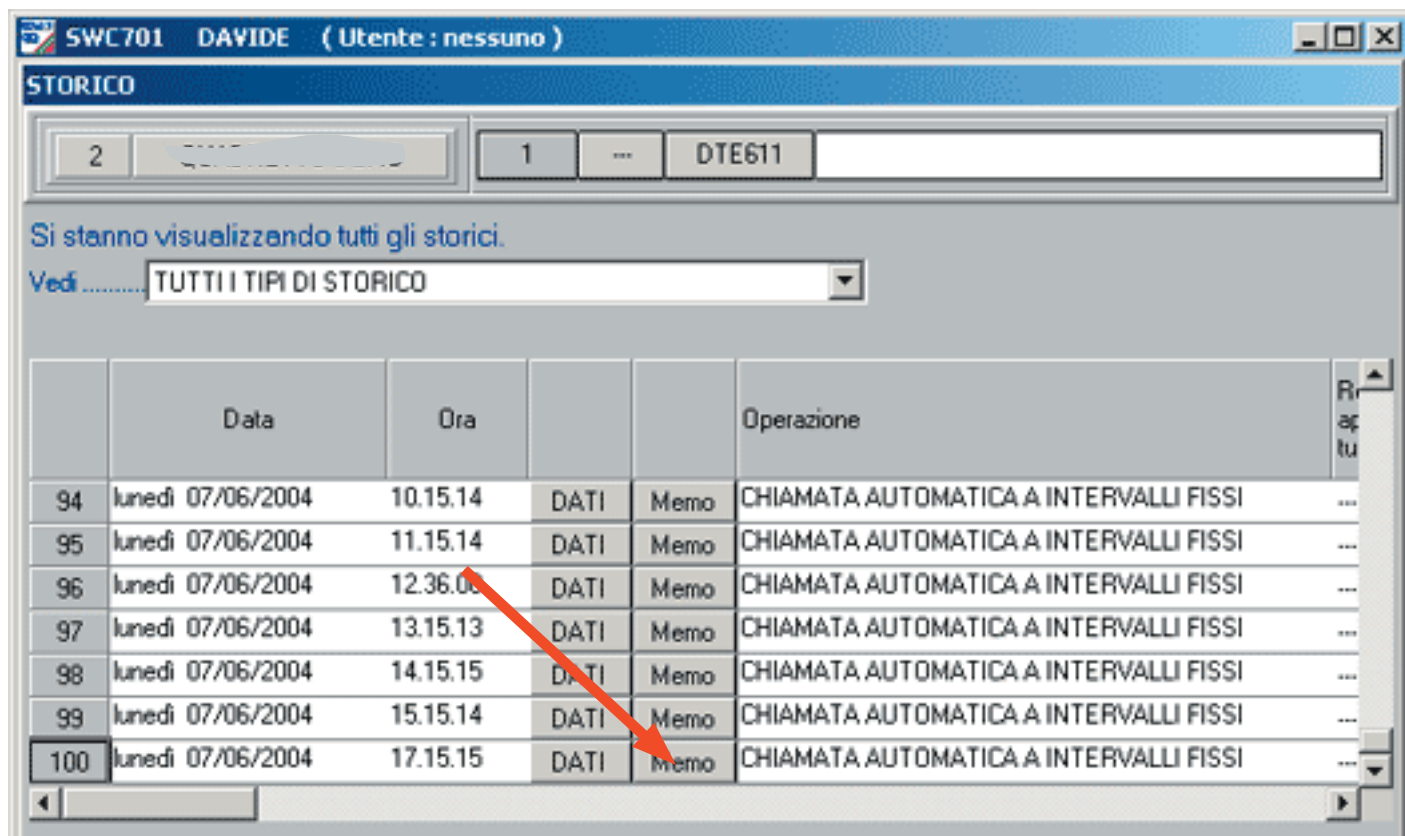 SWC701 DAVIDE ( Utente : nessuno )
STORICO
2 1 --- DTE611
Si stanno visualizzando tutti gli storici.
Vedi .......... TUTTI I TIPI DI STORICO
Data Ora Operazione
94 lunedì 07/06/2004 10.15.14 DATI Memo CHIAMATA AUTOMATICA A INTERVALLI FISSI ---
95 lunedì 07/06/2004 11.15.14 DATI Memo CHIAMATA AUTOMATICA A INTERVALLI FISSI ---
96 lunedì 07/06/2004 DATI Memo CHIAMATA AUTOMATICA A INTERVALLI FISSI ---
97 lunedì 07/06/2004 13.15.13 DATI Memo CHIAMATA AUTOMATICA A INTERVALLI FISSI ---
98 lunedì 07/06/2004 14.15.15 DATI Memo CHIAMATA AUTOMATICA A INTERVALLI FISSI ---
99 lunedì 07/06/2004 15.15.14 DATI Memo CHIAMATA AUTOMATICA A INTERVALLI FISSI ---
100 lunedì 07/06/2004 17.15.15 DATI Memo CHIAMATA AUTOMATICA A INTERVALLI FISSI ---